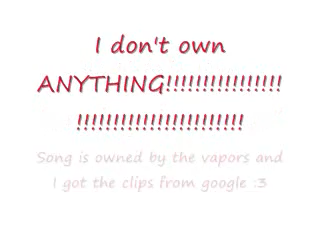 I don't own
ANYTHING!!!!!!!!!!!!!!!!
!!!!!!!!!!!!!!!!!!!!!!!
Song is owned by the vapors and
I got the clips from google :3